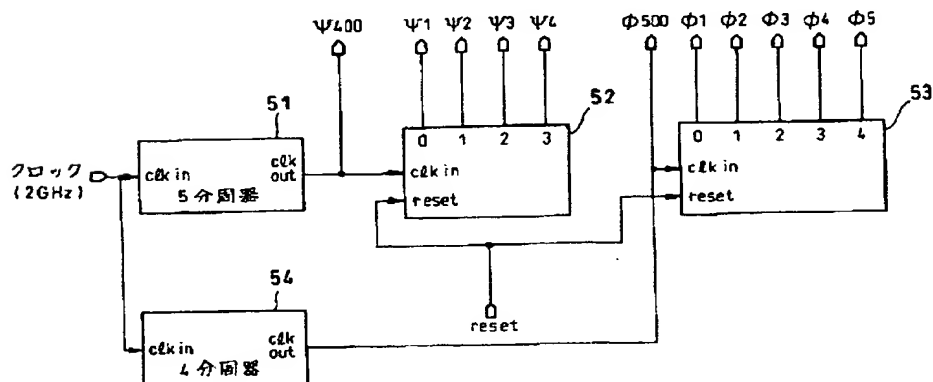 Ψ400 Ψ1 Ψ2 Ψ3 Ψ4 Φ500 Φ1 Φ2 Φ3 Φ4 Φ5
51 52 53
0 1 2 3
0 1 2 3 4
クロック
(2GHz)
clk in
clk
out
5分周器
clk in
reset
clk in
reset
54
reset
clk in
clk
out
4分周器